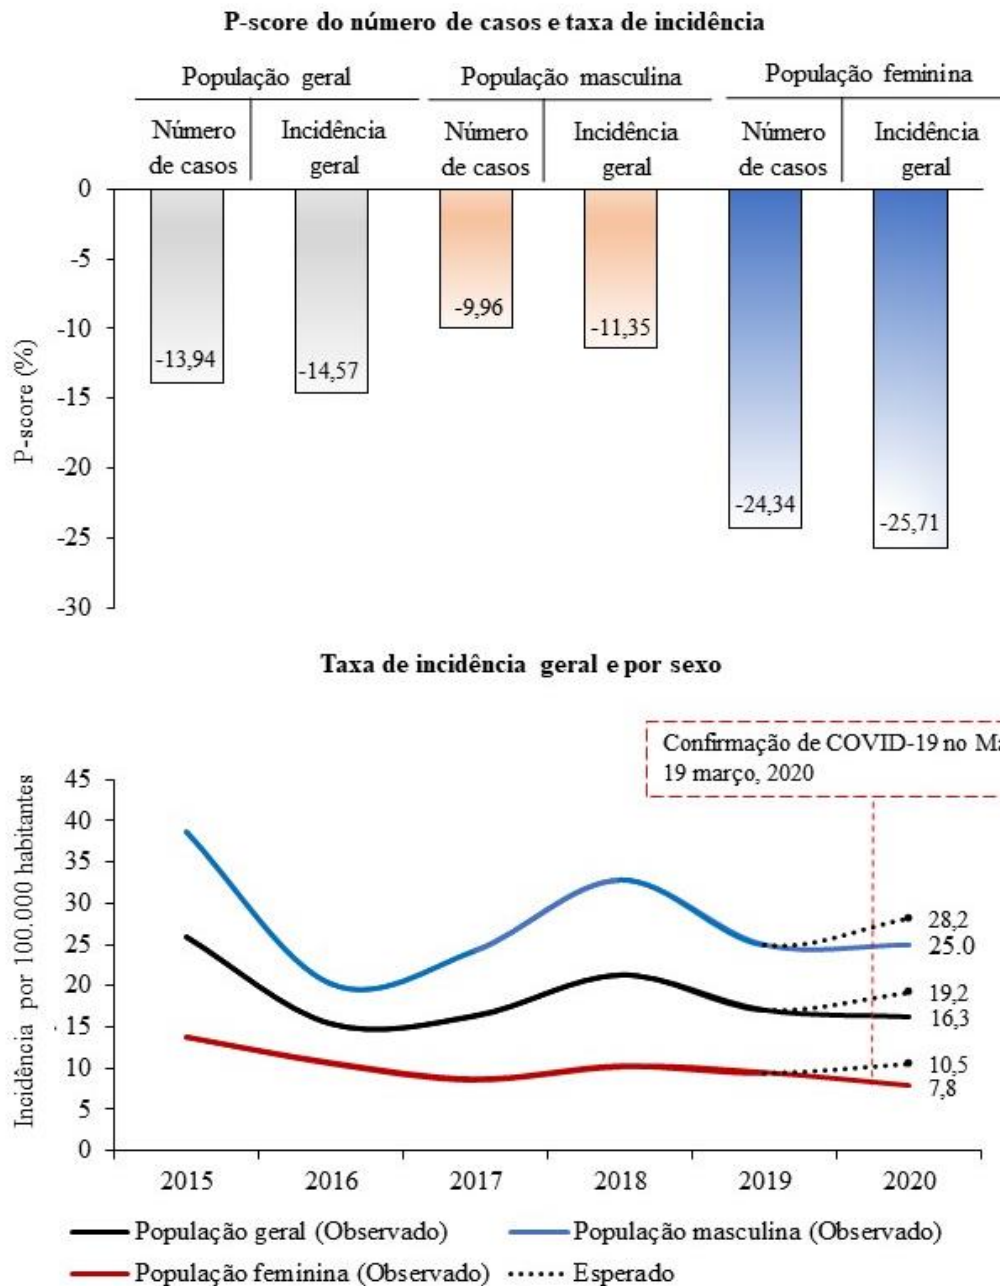 P-score do número de casos e taxa de incidência
População geral
População masculina
População feminina
Número de casos
Incidência geral
Número de casos
Incidência geral
Número de casos
Incidência geral
P-score (%)
0
-5
-10
-15
-20
-25
-30
-13,94
-14,57
-9,96
-11,35
-24,34
-25,71
Taxa de incidência geral e por sexo
Confirmação de COVID-19 no Ma
19 março, 2020
Incidência por 100.000 habitantes
45
40
35
30
25
20
15
10
5
0
28,2
25.0
19,2
16,3
10,5
7,8
2015 2016 2017 2018 2019 2020
População geral (Observado)
População masculina (Observado)
População feminina (Observado)
Esperado